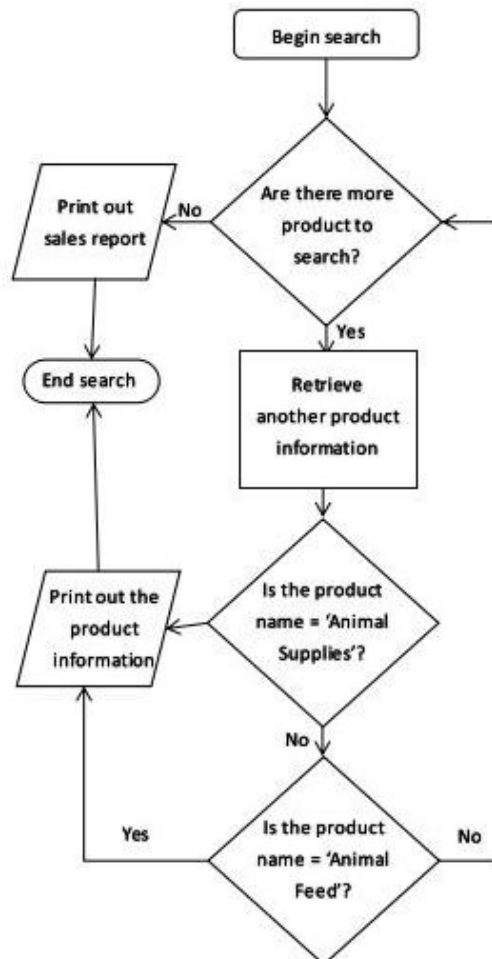 Begin search
Are there more
product to
search?
No
Print out
sales report
Yes
End search
Retrieve
another product
information
Is the product
name = ‘Animal
Supplies’?
Print out the
product
information
No
Is the product
name = ‘Animal
Feed’?
Yes
No